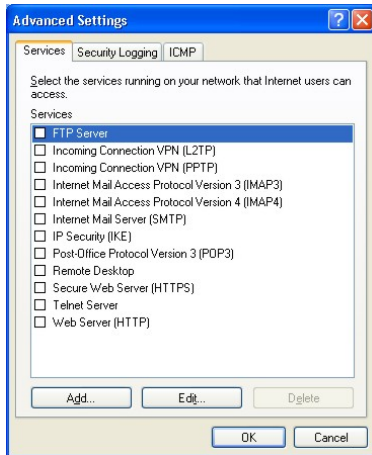 Advanced Settings
Services Security Logging ICMP
Select the services running on your network that Internet users can
access.
Services
FTP Server
Incoming Connection VPN (L2TP)
Incoming Connection VPN (PPTP)
Internet Mail Access Protocol Version 3 (IMAP3)
Internet Mail Access Protocol Version 4 (IMAP4)
Internet Mail Server (SMTP)
IP Security (IKE)
Post-Office Protocol Version 3 (POP3)
Remote Desktop
Secure Web Server (HTTPS)
Telnet Server
Web Server (HTTP)
Add... Edit... Delete
OK Cancel